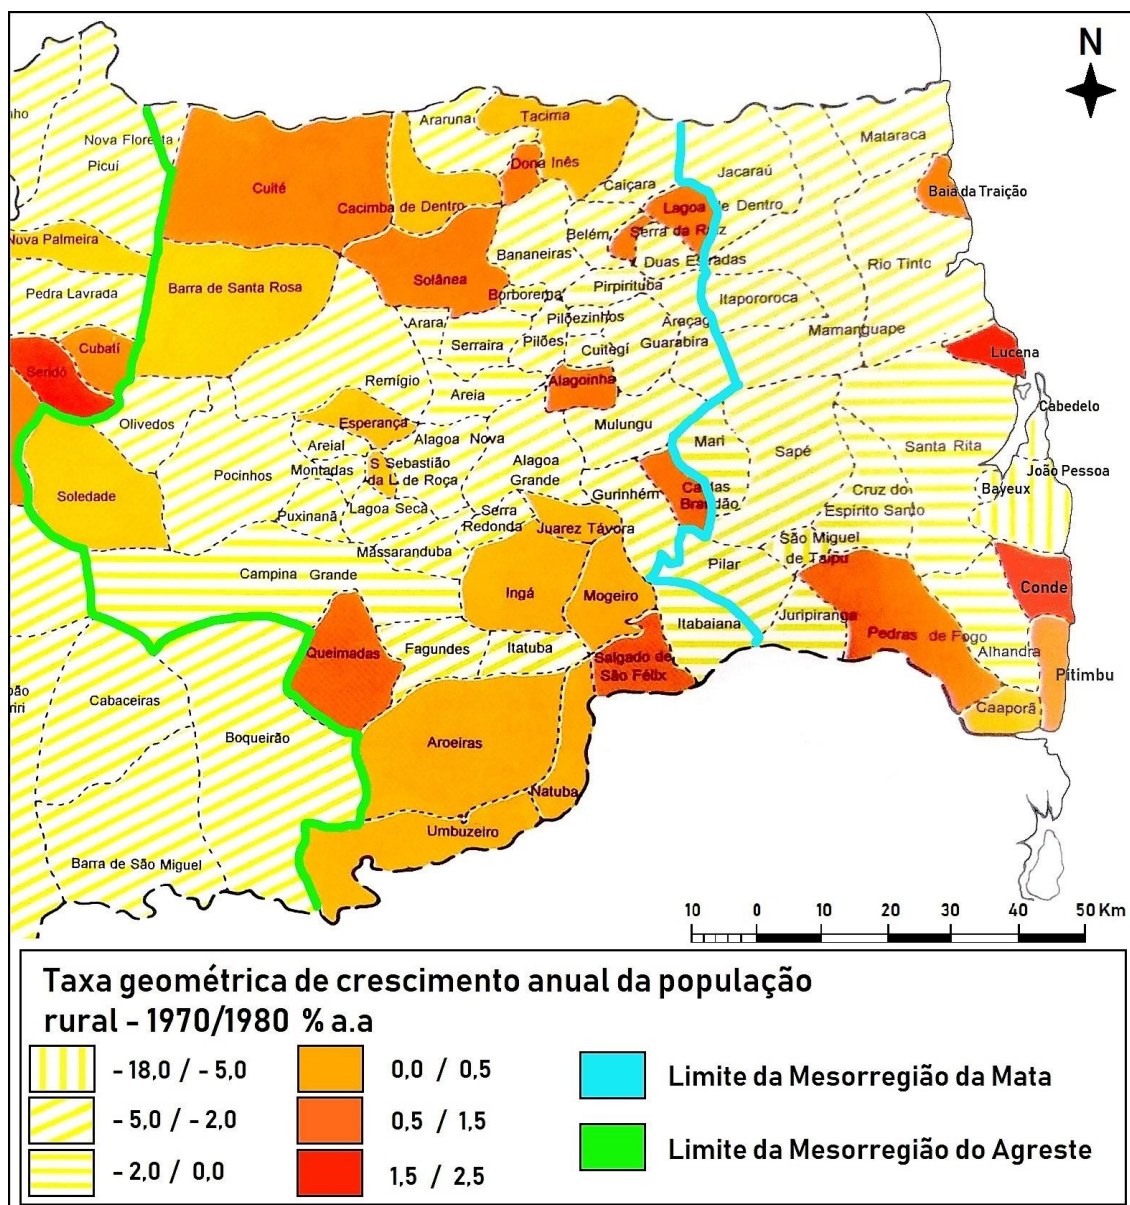 N
Araruna
Tacima
Mataraca
nho
Nova Floresta
Picuí
Dona Inês
Jacaraú
Cuité
Caiçara
Baia da Traição
Cacimba de Dentro
Lagoa de Dentro
Nova Palmeira
Belém
Serra da Raiz
Bananeiras
Duas Estradas
Rio Tinto
Solânea
Pedra Lavrada
Barra de Santa Rosa
Borborema
Pirpirituba
Itapororoca
Arara
Pilõezinhos
Araçagi
Mamanguape
Serraira
Pilões
Cuitegi
Guarabira
Cubatí
Lucena
Seridó
Remígio
Alagoinha
Areia
Cabedelo
Olivedos
Esperança
Mulungu
Areial
Alagoa Nova
Mari
Sapé
Santa Rita
Pocinhos
Montadas
S Sebastião
da L. de Roça
Alagoa
Grande
João Pessoa
Soledade
Gurinhém
Caldas
Brandão
Cruz do
Espírito Santo
Bayeux
Puxinanã
Lagoa Seca
Serra
Redonda
Juarez Távora
São Miguel
de Taipu
Massaranduba
Pilar
Campina Grande
Ingá
Mogeiro
Conde
Itabaiana
Juripiranga
Queimadas
Fagundes
Itatuba
Pedras de Fogo
Salgado de
São Félix
Alhandra
Pitimbu
Cabaceiras
Caaporã
Boqueirão
Aroeiras
Natuba
Umbuzeiro
Barra de São Miguel
10 0 10 20 30 40 50 Km
Taxa geométrica de crescimento anual da população
rural - 1970/1980 % a.a
- 18,0 / - 5,0
0,0 / 0,5
Limite da Mesorregião da Mata
- 5,0 / - 2,0
0,5 / 1,5
Limite da Mesorregião do Agreste
- 2,0 / 0,0
1,5 / 2,5